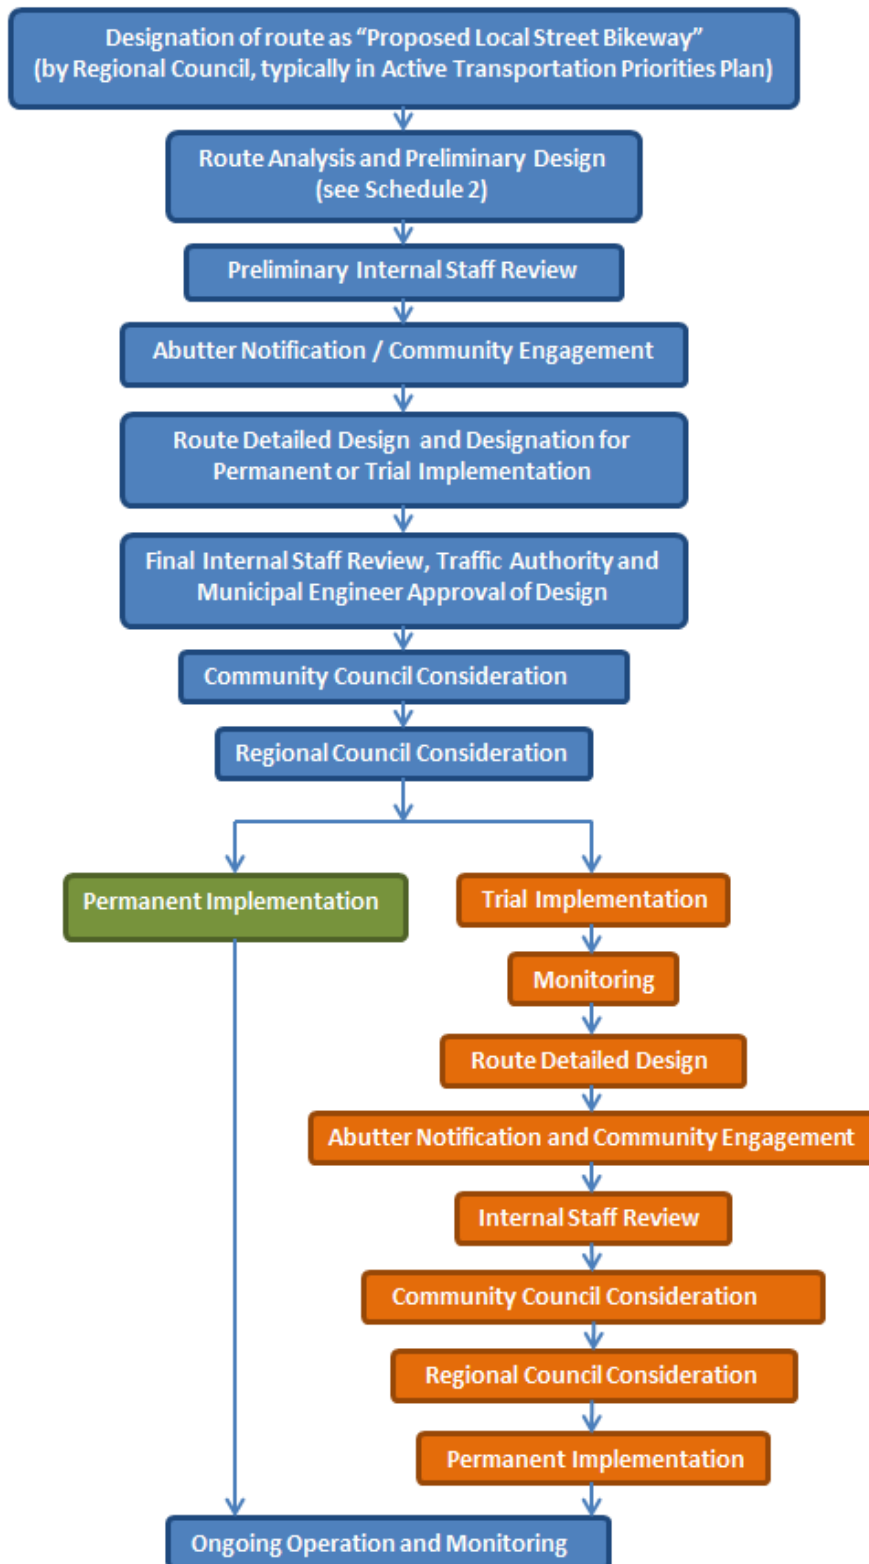 Designation of route as “Proposed Local Street Bikeway”
(by Regional Council, typically in Active Transportation Priorities Plan)
Route Analysis and Preliminary Design
(see Schedule 2)
Preliminary Internal Staff Review
Abutter Notification / Community Engagement
Route Detailed Design and Designation for
Permanent or Trial Implementation
Final Internal Staff Review, Traffic Authority and
Municipal Engineer Approval of Design
Community Council Consideration
Regional Council Consideration
Permanent Implementation
Trial Implementation
Monitoring
Route Detailed Design
Abutter Notification and Community Engagement
Internal Staff Review
Community Council Consideration
Regional Council Consideration
Permanent Implementation
Ongoing Operation and Monitoring